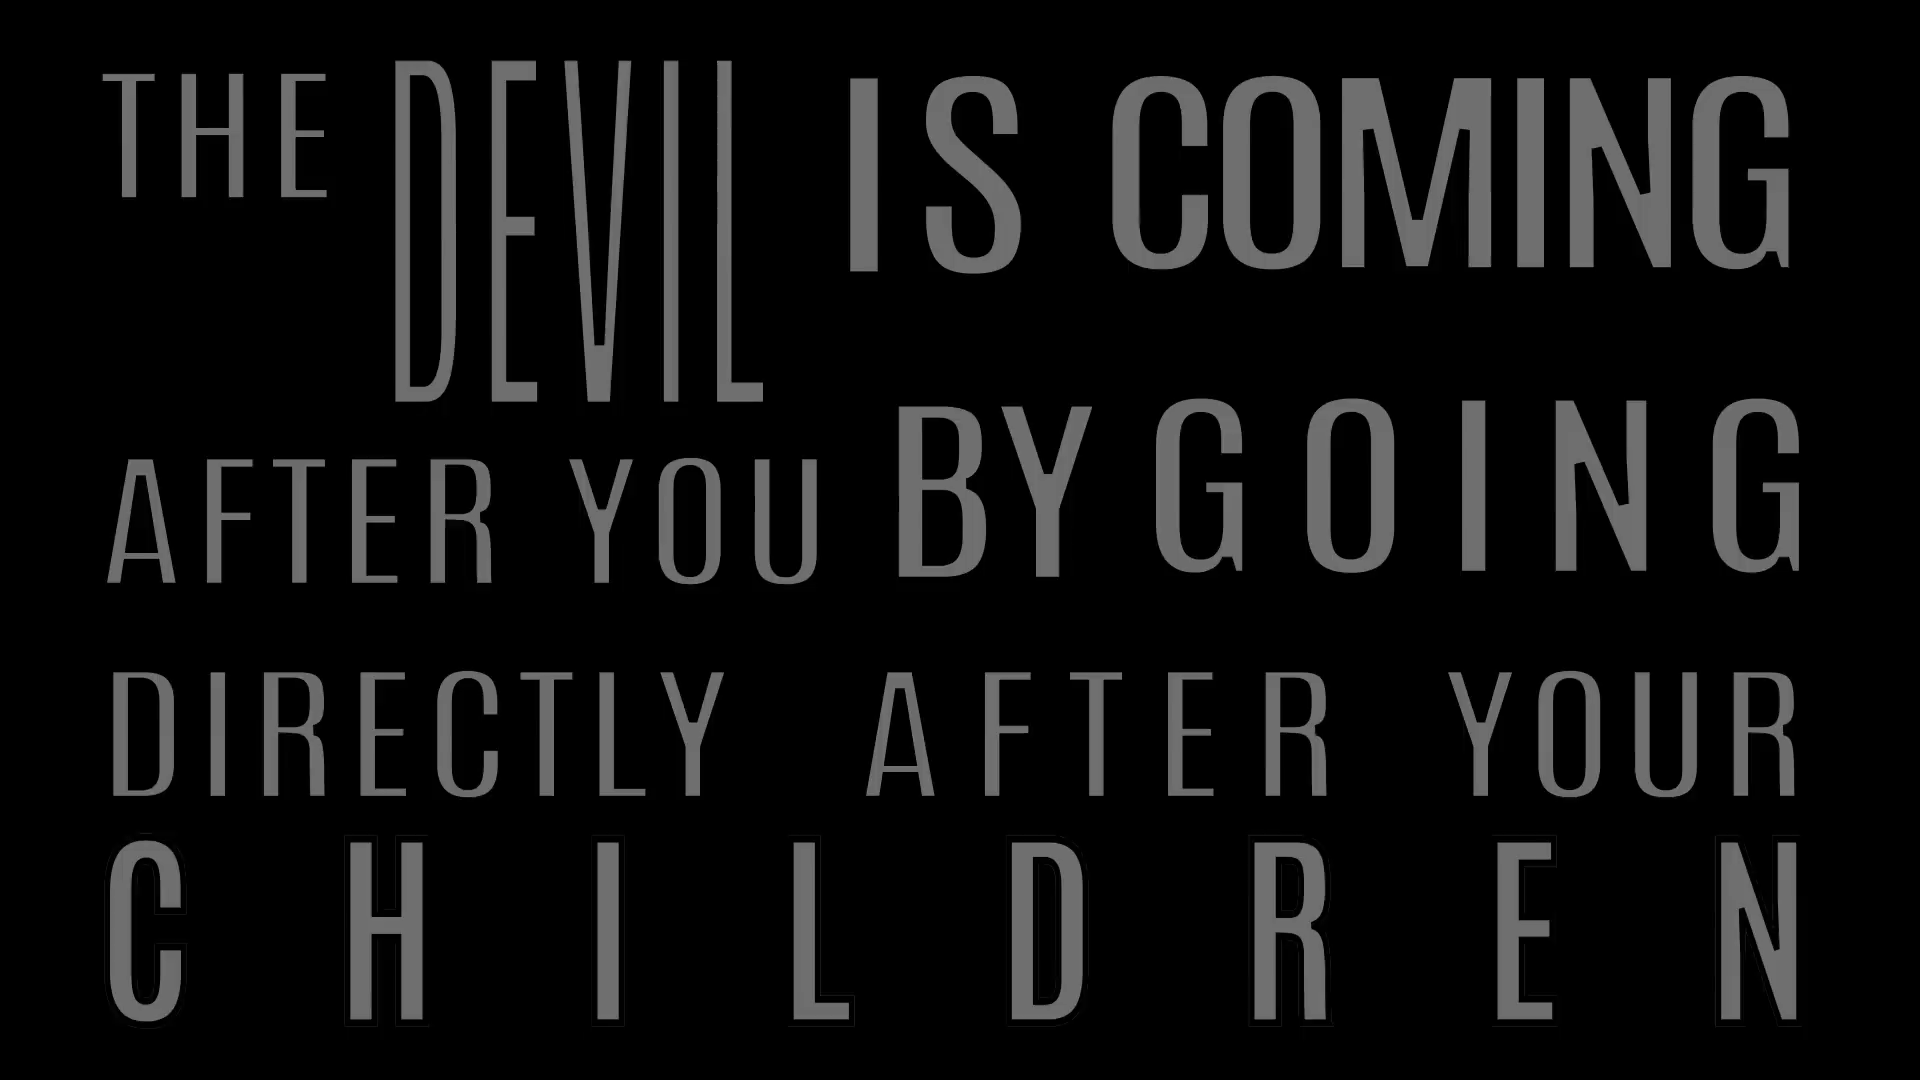 THE DEVIL IS COMING
AFTER YOU BY GOING
DIRECTLY AFTER YOUR
CHILDREN